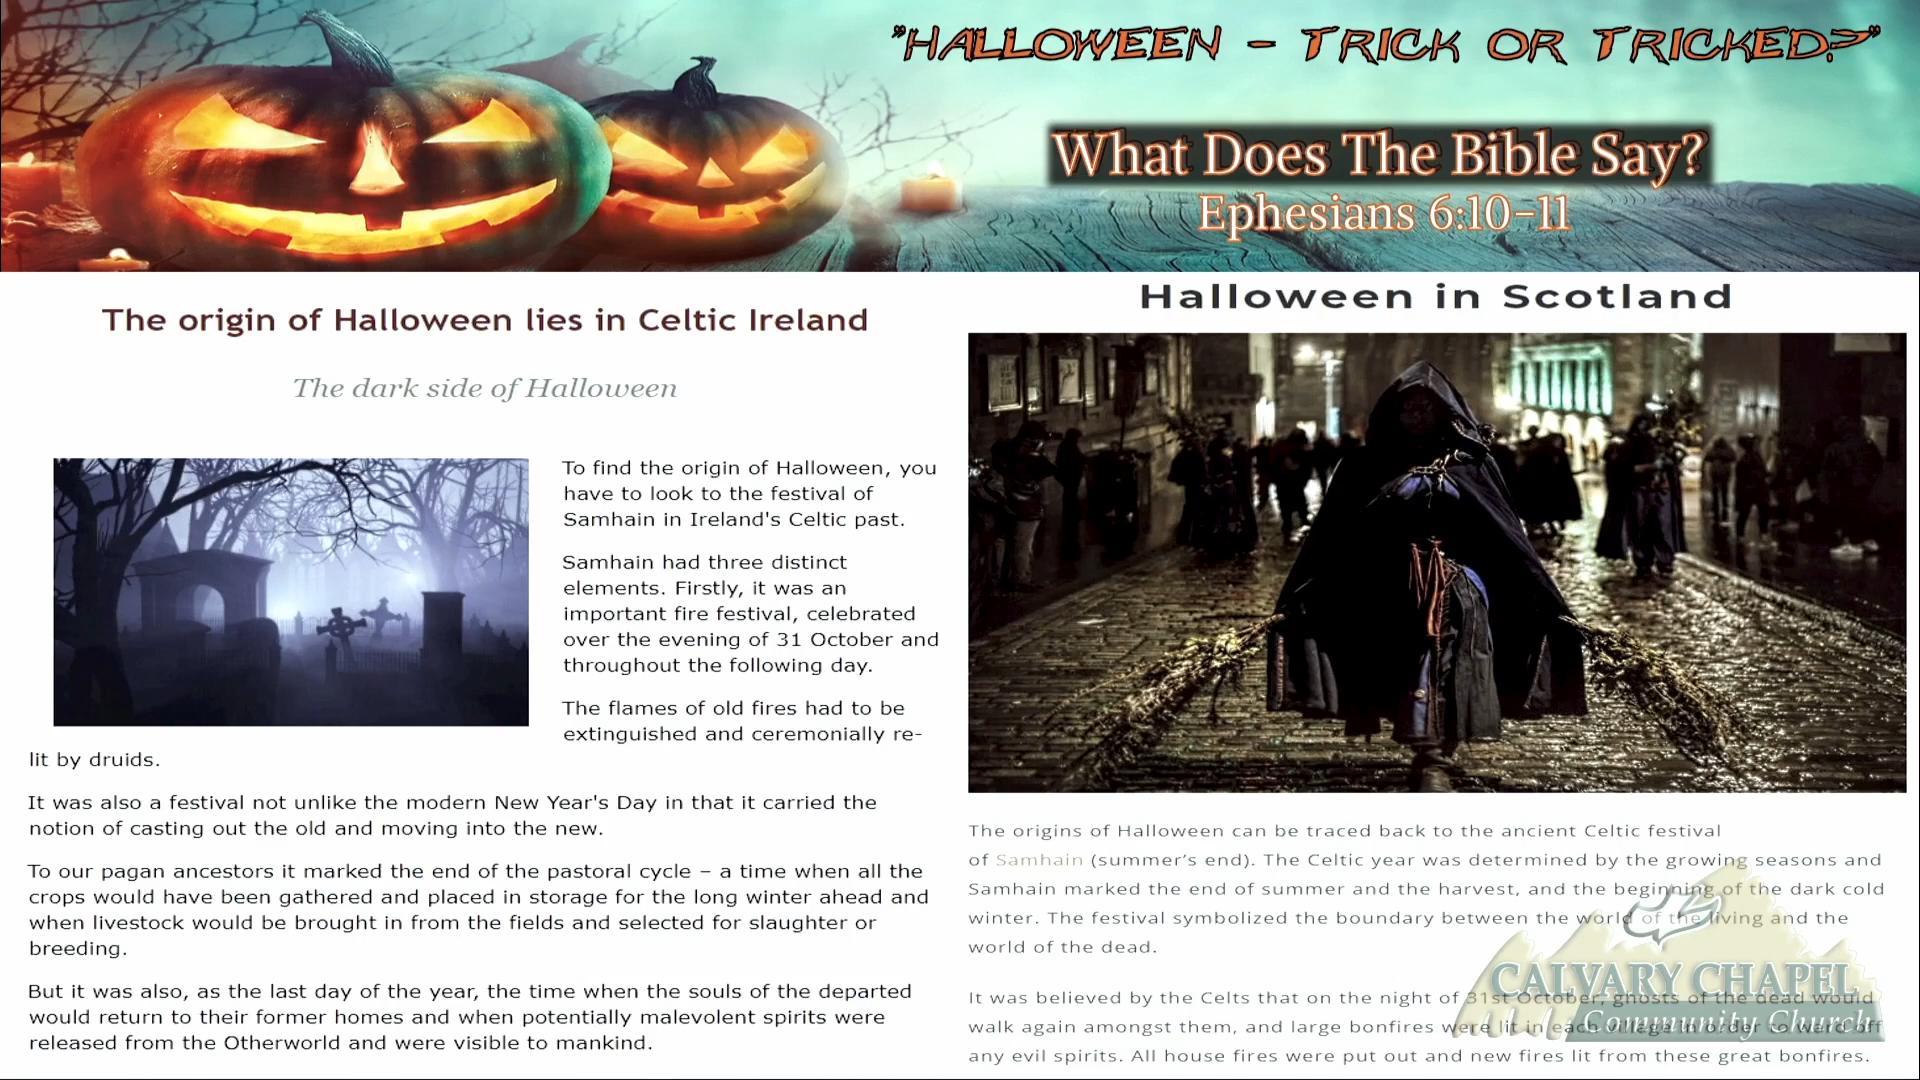 "HALLOWEEN - TRICK OR TRICKED?"
What Does The Bible Say?
Ephesians 6:10-11
The origin of Halloween lies in Celtic Ireland
The dark side of Halloween
To find the origin of Halloween, you
have to look to the festival of
Samhain in Ireland's Celtic past.
Samhain had three distinct
elements. Firstly, it was an
important fire festival, celebrated
over the evening of 31 October and
throughout the following day.
The flames of old fires had to be
extinguished and ceremonially re-
lit by druids.
It was also a festival not unlike the modern New Year's Day in that it carried the
notion of casting out the old and moving into the new.
To our pagan ancestors it marked the end of the pastoral cycle – a time when all the
crops would have been gathered and placed in storage for the long winter ahead and
when livestock would be brought in from the fields and selected for slaughter or
breeding.
But it was also, as the last day of the year, the time when the souls of the departed
would return to their former homes and when potentially malevolent spirits were
released from the Otherworld and were visible to mankind.
Halloween in Scotland
The origins of Halloween can be traced back to the ancient Celtic festival
of Samhain (summer's end). The Celtic year was determined by the growing seasons and
Samhain marked the end of summer and the harvest, and the beginning of the dark cold
winter. The festival symbolized the boundary between the world of the living and the
world of the dead.
It was believed by the Celts that on the night of 31st October, ghosts of the dead would
walk again amongst them, and large bonfires were lit in each village in order to ward off
any evil spirits. All house fires were put out and new fires lit from these great bonfires.
CALVARY CHAPEL
Community Church